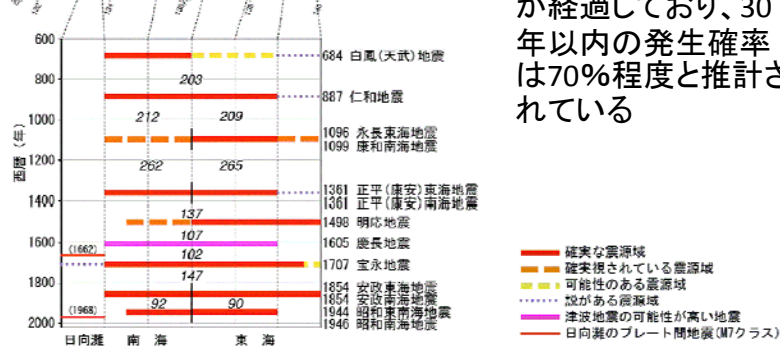 が経過しており、30
年以内の発生確率
は70%程度と推計さ
れている
西暦(年)
600
800
1000
1200
1400
1600
1800
2000
684 白鳳(天武)地震
203
887 仁和地震
212
209
1096 永長東海地震
1099 康和南海地震
262
265
1361 正平(康安)東海地震
1361 正平(康安)南海地震
137
1498 明応地震
107
1605 慶長地震
(1662)
102
1707 宝永地震
147
1854 安政東海地震
1854 安政南海地震
92
90
1944 昭和東南海地震
1946 昭和南海地震
(1968)
日向灘 南 海 東 海
確実な震源域
確実視されている震源域
可能性のある震源域
説がある震源域
津波地震の可能性が高い地震
日向灘のプレート間地震(M7クラス)